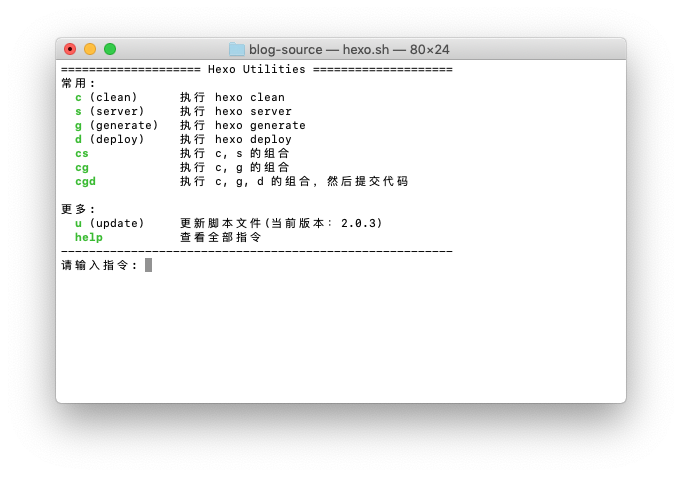 blog-source — hexo.sh — 80×24
==================== Hexo Utilities ====================
常用:
c (clean) 执行 hexo clean
s (server) 执行 hexo server
g (generate) 执行 hexo generate
d (deploy) 执行 hexo deploy
cs 执行 c, s 的组合
cg 执行 c, g 的组合
cgd 执行 c, g, d 的组合，然后提交代码
更多:
u (update) 更新脚本文件(当前版本: 2.0.3)
help 查看全部指令
--------------------------------------------------------
请输入指令: